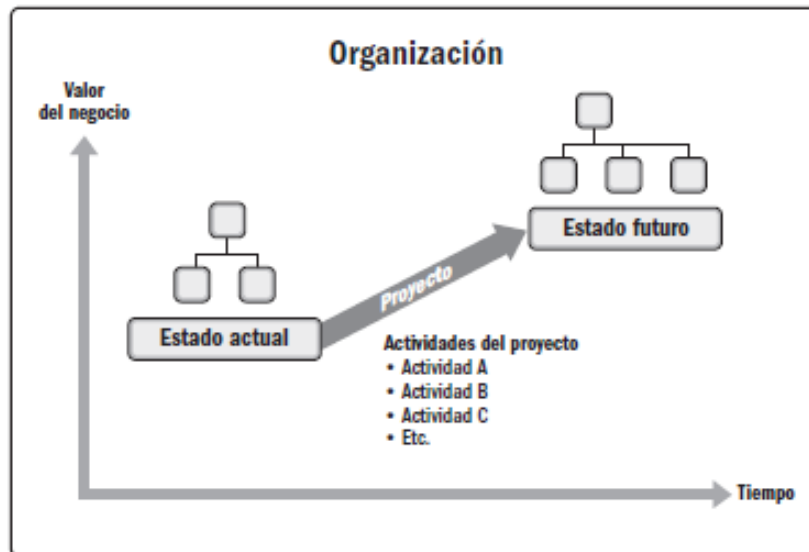 Organización
Valor
del negocio
Estado futuro
Proyecto
Estado actual
Actividades del proyecto
• Actividad A
• Actividad B
• Actividad C
• Etc.
Tiempo